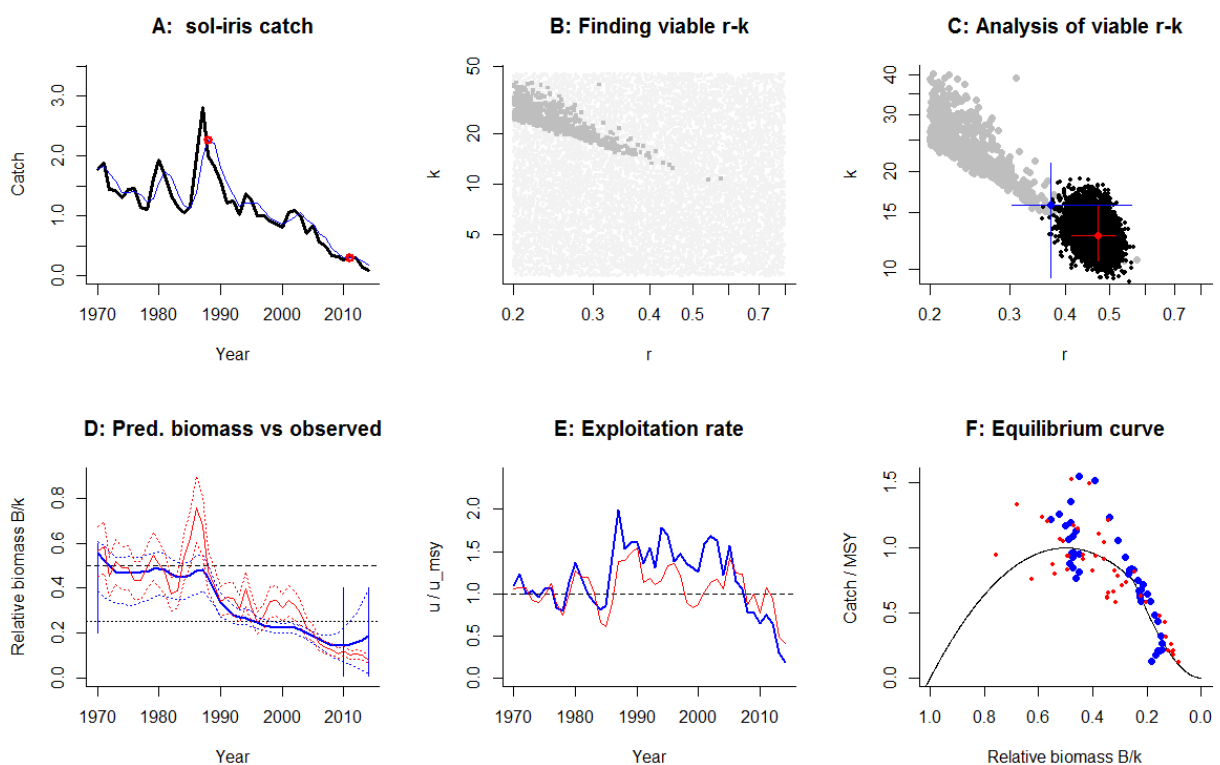 A:  sol-iris catch
Catch
3.0
2.0
1.0
0.0
1970 1980 1990 2000 2010
Year
B: Finding viable r-k
k
50
20
10
5
0.2 0.3 0.4 0.5 0.7
r
C: Analysis of viable r-k
k
40
30
20
15
10
0.2 0.3 0.4 0.5 0.7
r
D: Pred. biomass vs observed
Relative biomass B/k
0.8
0.6
0.4
0.2
0.0
1970 1980 1990 2000 2010
Year
E: Exploitation rate
u / u_msy
2.0
1.5
1.0
0.5
0.0
1970 1980 1990 2000 2010
Year
F: Equilibrium curve
Catch / MSY
1.5
1.0
0.5
0.0
1.0 0.8 0.6 0.4 0.2 0.0
Relative biomass B/k